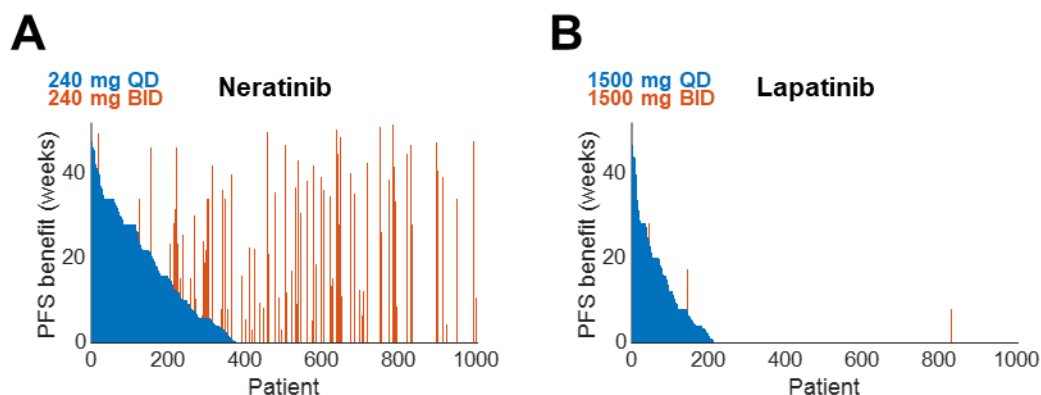 A
240 mg QD
240 mg BID
Neratinib
PFS benefit (weeks)
40
20
0
0 200 400 600 800 1000
Patient
B
1500 mg QD
1500 mg BID
Lapatinib
PFS benefit (weeks)
40
20
0
0 200 400 600 800 1000
Patient